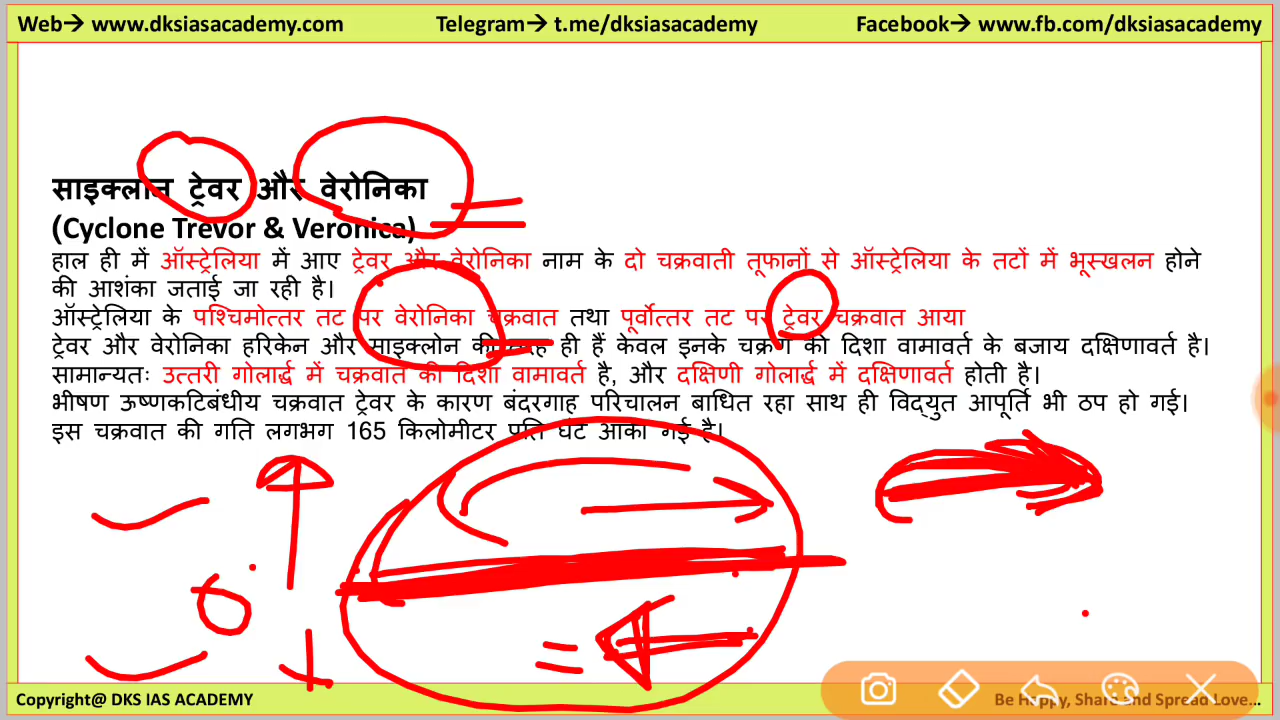 Web→ www.dksiasacademy.com Telegram→ t.me/dksiasacademy Facebook→ www.fb.com/dksiasacademy
साइक्लोन ट्रेवर और वेरोनिका
(Cyclone Trevor & Veronica)
हाल ही में ऑस्ट्रेलिया में आए ट्रेवर और वेरोनिका नाम के दो चक्रवाती तूफानों से ऑस्ट्रेलिया के तटों में भूस्खलन होने
की आशंका जताई जा रही है।
ऑस्ट्रेलिया के पश्चिमोत्तर तट पर वेरोनिका चक्रवात तथा पूर्वोत्तर तट पर ट्रेवर चक्रवात आया
ट्रेवर और वेरोनिका हरिकेन और साइक्लोन की तरह ही हैं केवल इनके चक्रण की दिशा वामावर्त के बजाय दक्षिणावर्त है।
सामान्यतः उत्तरी गोलार्द्ध में चक्रवात की दिशा वामावर्त है, और दक्षिणी गोलार्द्ध में दक्षिणावर्त होती है।
भीषण ऊष्णकटिबंधीय चक्रवात ट्रेवर के कारण बंदरगाह परिचालन बाधित रहा साथ ही विद्युत आपूर्ति भी ठप हो गई।
इस चक्रवात की गति लगभग 165 किलोमीटर प्रति घंटे आंकी गई है।
Copyright@ DKS IAS ACADEMY Be Happy, Share and Spread Love...